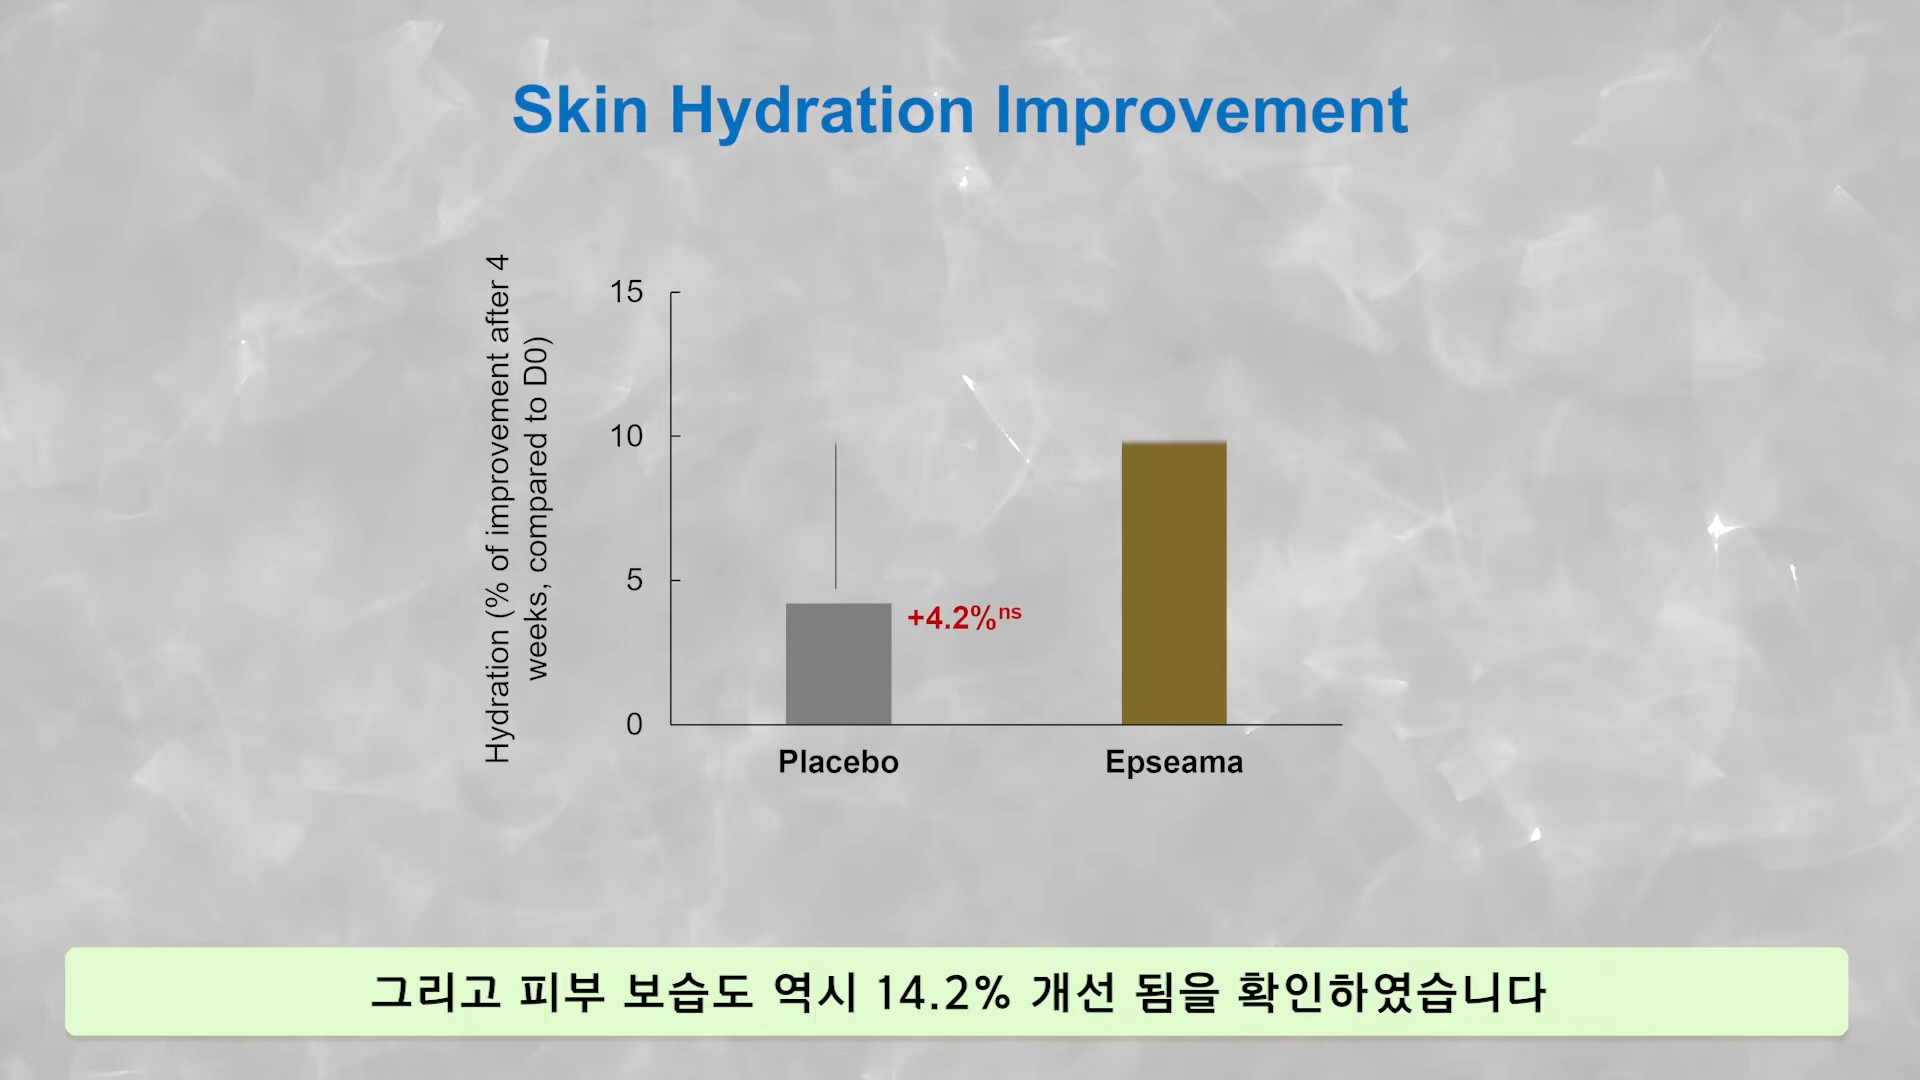 Skin Hydration Improvement
Hydration (% of improvement after 4
weeks, compared to D0)
15
10
5
0
+4.2%ns
Placebo
Epseama
그리고 피부 보습도 역시 14.2% 개선 됨을 확인하였습니다